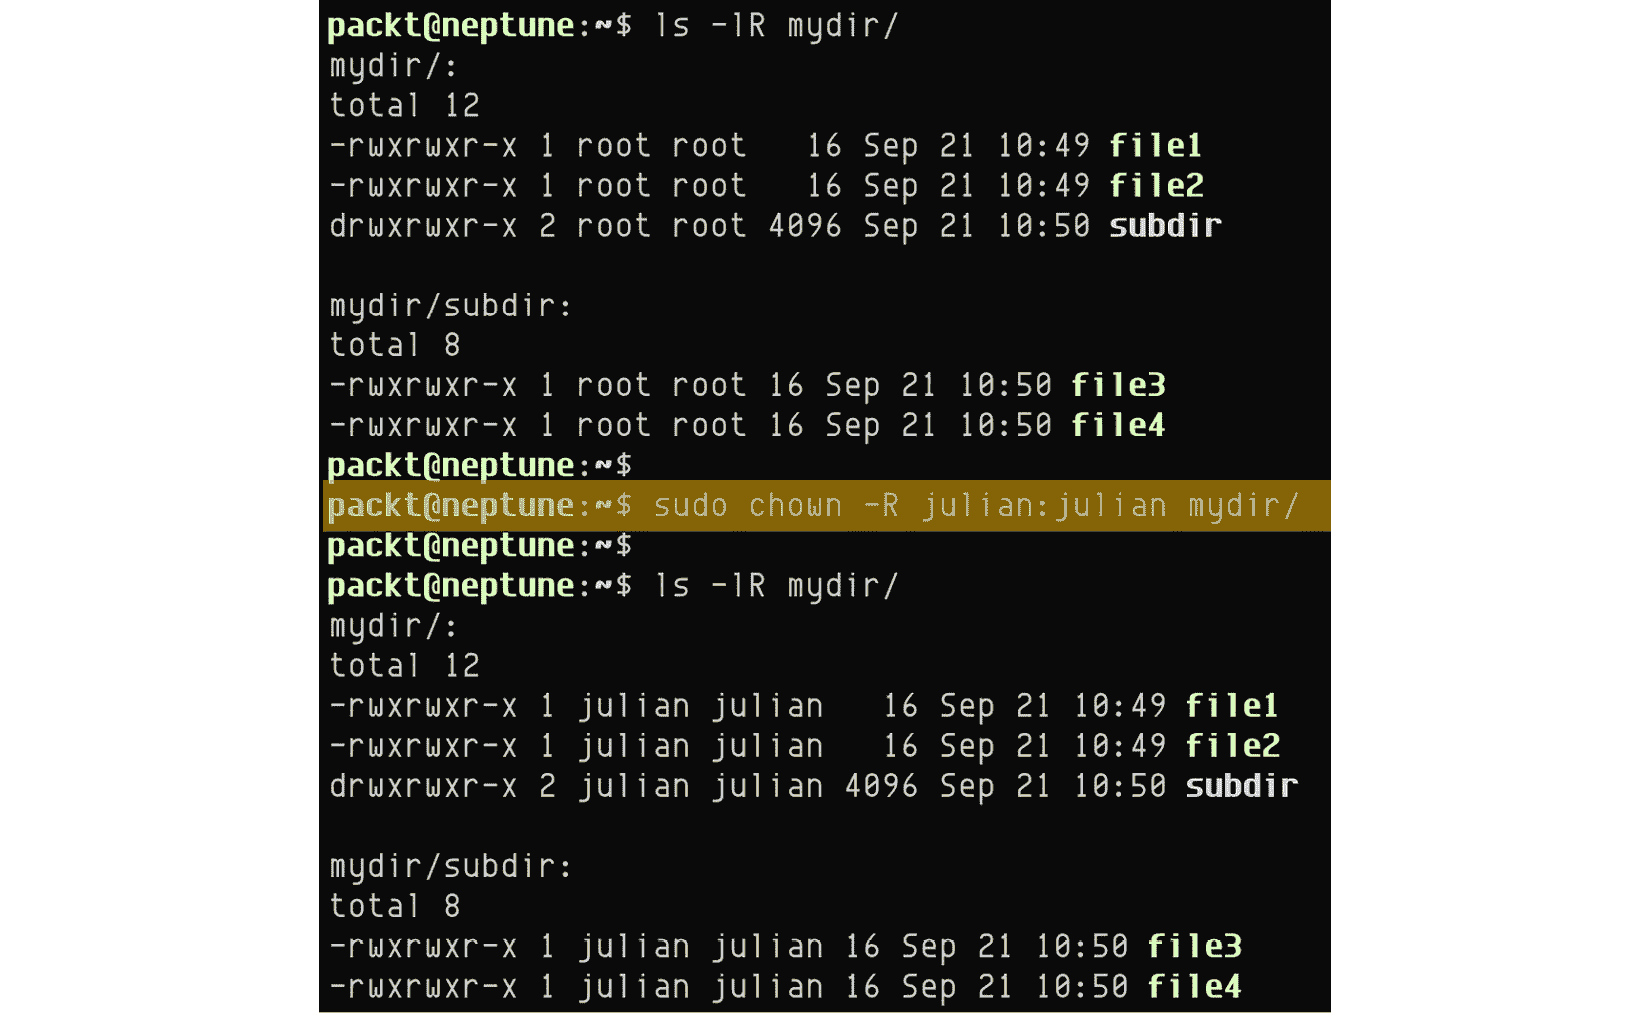 packt@neptune:~$ ls -lR mydir/
mydir/:
total 12
-rwxrwxr-x 1 root root   16 Sep 21 10:49 file1
-rwxrwxr-x 1 root root   16 Sep 21 10:49 file2
drwxrwxr-x 2 root root 4096 Sep 21 10:50 subdir

mydir/subdir:
total 8
-rwxrwxr-x 1 root root 16 Sep 21 10:50 file3
-rwxrwxr-x 1 root root 16 Sep 21 10:50 file4
packt@neptune:~$
packt@neptune:~$ sudo chown -R julian:julian mydir/
packt@neptune:~$
packt@neptune:~$ ls -lR mydir/
mydir/:
total 12
-rwxrwxr-x 1 julian julian   16 Sep 21 10:49 file1
-rwxrwxr-x 1 julian julian   16 Sep 21 10:49 file2
drwxrwxr-x 2 julian julian 4096 Sep 21 10:50 subdir

mydir/subdir:
total 8
-rwxrwxr-x 1 julian julian 16 Sep 21 10:50 file3
-rwxrwxr-x 1 julian julian 16 Sep 21 10:50 file4